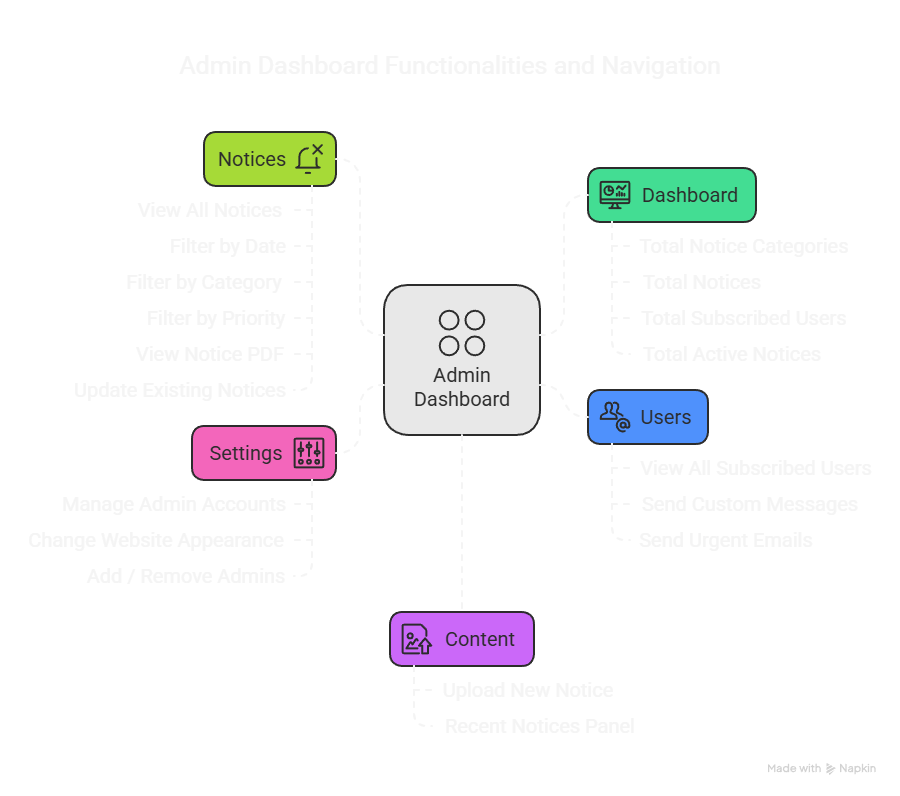 Admin Dashboard Functionalities and Navigation
Notices
View All Notices
Filter by Date
Filter by Category
Filter by Priority
View Notice PDF
Update Existing Notices
Settings
Manage Admin Accounts
Change Website Appearance
Add / Remove Admins
Admin
Dashboard
Dashboard
Total Notice Categories
Total Notices
Total Subscribed Users
Total Active Notices
Users
View All Subscribed Users
Send Custom Messages
Send Urgent Emails
Content
Upload New Notice
Recent Notices Panel
Made with Napkin